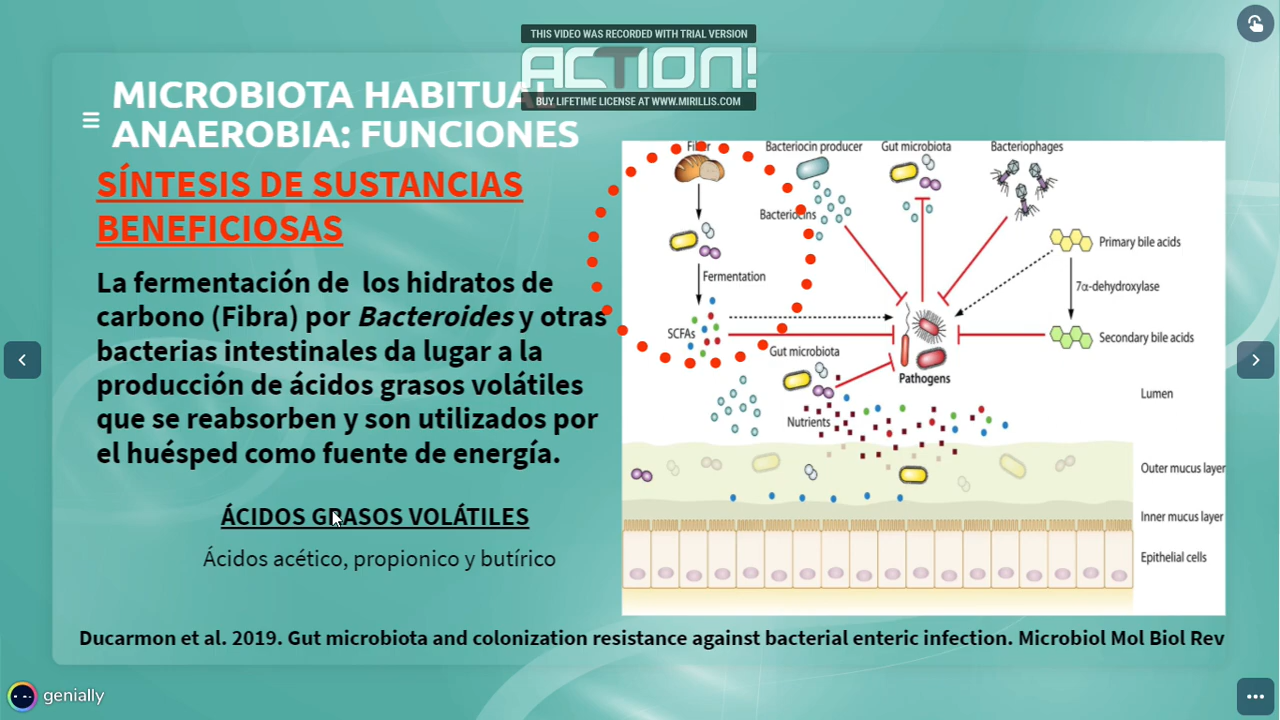 THIS VIDEO WAS RECORDED WITH TRIAL VERSION
ACTION!
BUY LIFETIME LICENSE AT WWW.MIRILLIS.COM
MICROBIOTA HABITUAL
ANAEROBIA: FUNCIONES
SÍNTESIS DE SUSTANCIAS
BENEFICIOSAS
La fermentación de los hidratos de
carbono (Fibra) por Bacteroides y otras
bacterias intestinales da lugar a la
producción de ácidos grasos volátiles
que se reabsorben y son utilizados por
el huésped como fuente de energía.
ÁCIDOS GRASOS VOLÁTILES
Ácidos acético, propionico y butírico
Fiber
Bacteriocin producer
Gut microbiota
Bacteriophages
Bacteriocins
Primary bile acids
Fermentation
7α-dehydroxylase
SCFAs
Secondary bile acids
Gut microbiota
Pathogens
Lumen
Nutrients
Outer mucus layer
Inner mucus layer
Epithelial cells
Ducarmon et al. 2019. Gut microbiota and colonization resistance against bacterial enteric infection. Microbiol Mol Biol Rev
genially